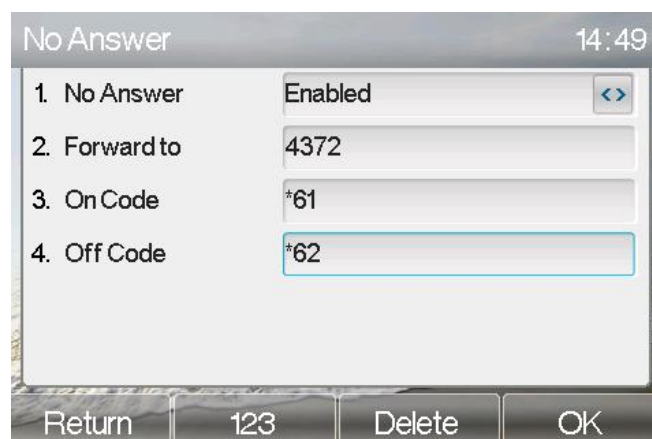 No Answer 14:49
1. No Answer Enabled <>
2. Forward to 4372
3. On Code *61
4. Off Code *62
Return 123 Delete OK